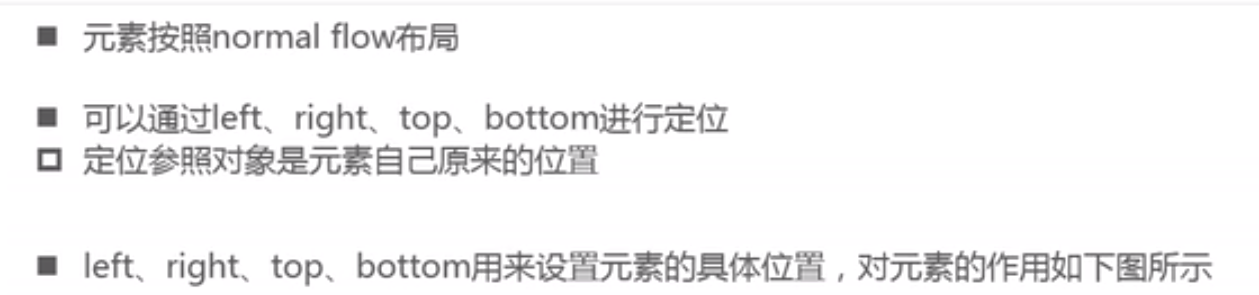 元素按照normal flow布局
可以通过left、right、top、bottom进行定位
定位参照对象是元素自己原来的位置
left、right、top、bottom用来设置元素的具体位置，对元素的作用如下图所示